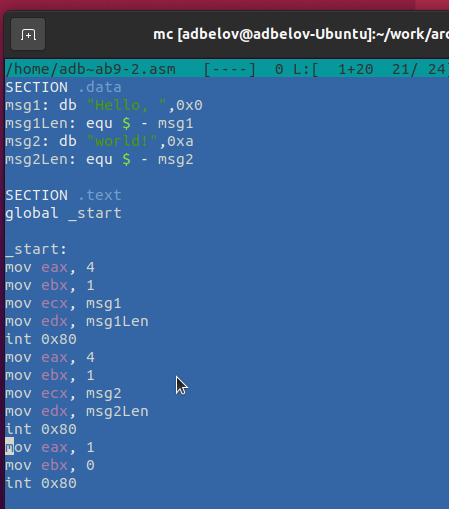 mc [adbelov@adbelov-Ubuntu]:~/work/arc
/home/adb~ab9-2.asm   [----]  0 L:[  1+20  21/ 24]
SECTION .data
msg1: db "Hello, ",0x0
msg1Len: equ $ - msg1
msg2: db "world!",0xa
msg2Len: equ $ - msg2

SECTION .text
global _start

_start:
mov eax, 4
mov ebx, 1
mov ecx, msg1
mov edx, msg1Len
int 0x80
mov eax, 4
mov ebx, 1
mov ecx, msg2
mov edx, msg2Len
int 0x80
mov eax, 1
mov ebx, 0
int 0x80